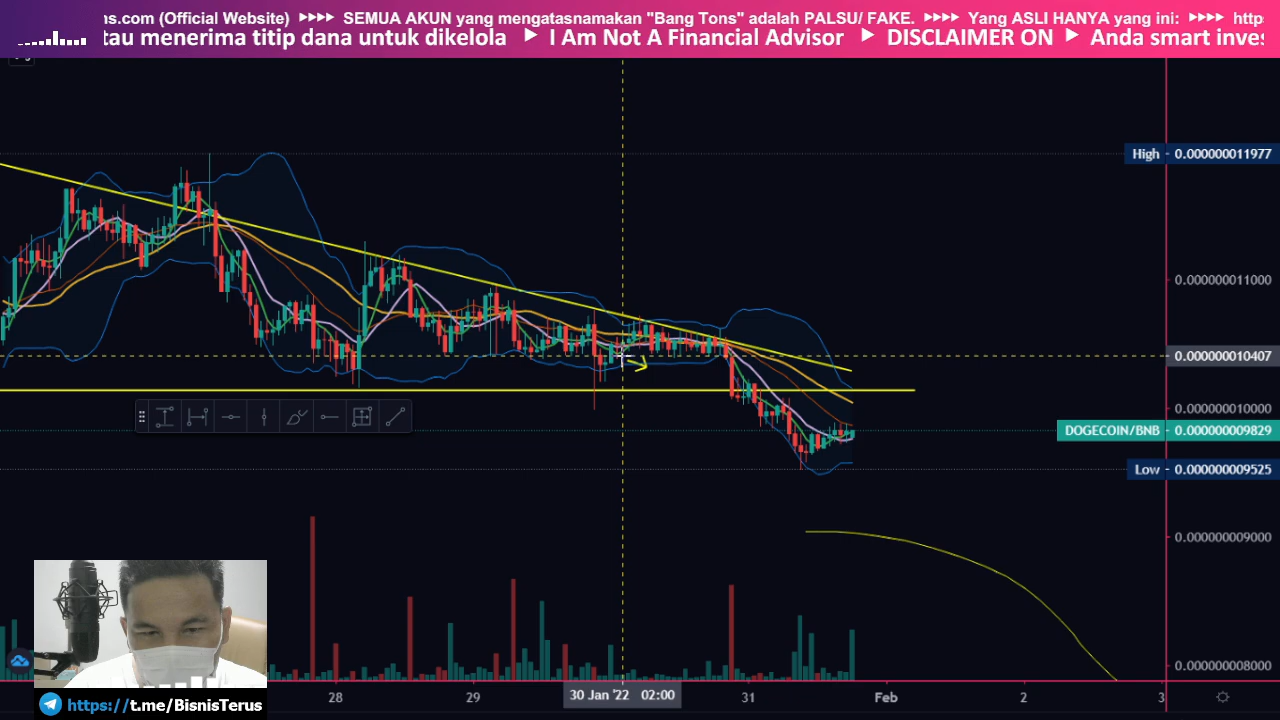 ns.com (Official Website) ►►►► SEMUA AKUN yang mengatasnamakan "Bang Tons" adalah PALSU/ FAKE. ►►►► Yang ASLI HANYA yang ini: ►►►► http
tau menerima titip dana untuk dikelola ► I Am Not A Financial Advisor ► DISCLAIMER ON ► Anda smart inves
High 0.000000011977
0.000000011000
0.000000010407
0.000000010000
DOGECOIN/BNB 0.000000009829
Low 0.000000009525
0.000000009000
0.000000008000
28 29 30 Jan '22 02:00 31 Feb 2 3
https://t.me/BisnisTerus